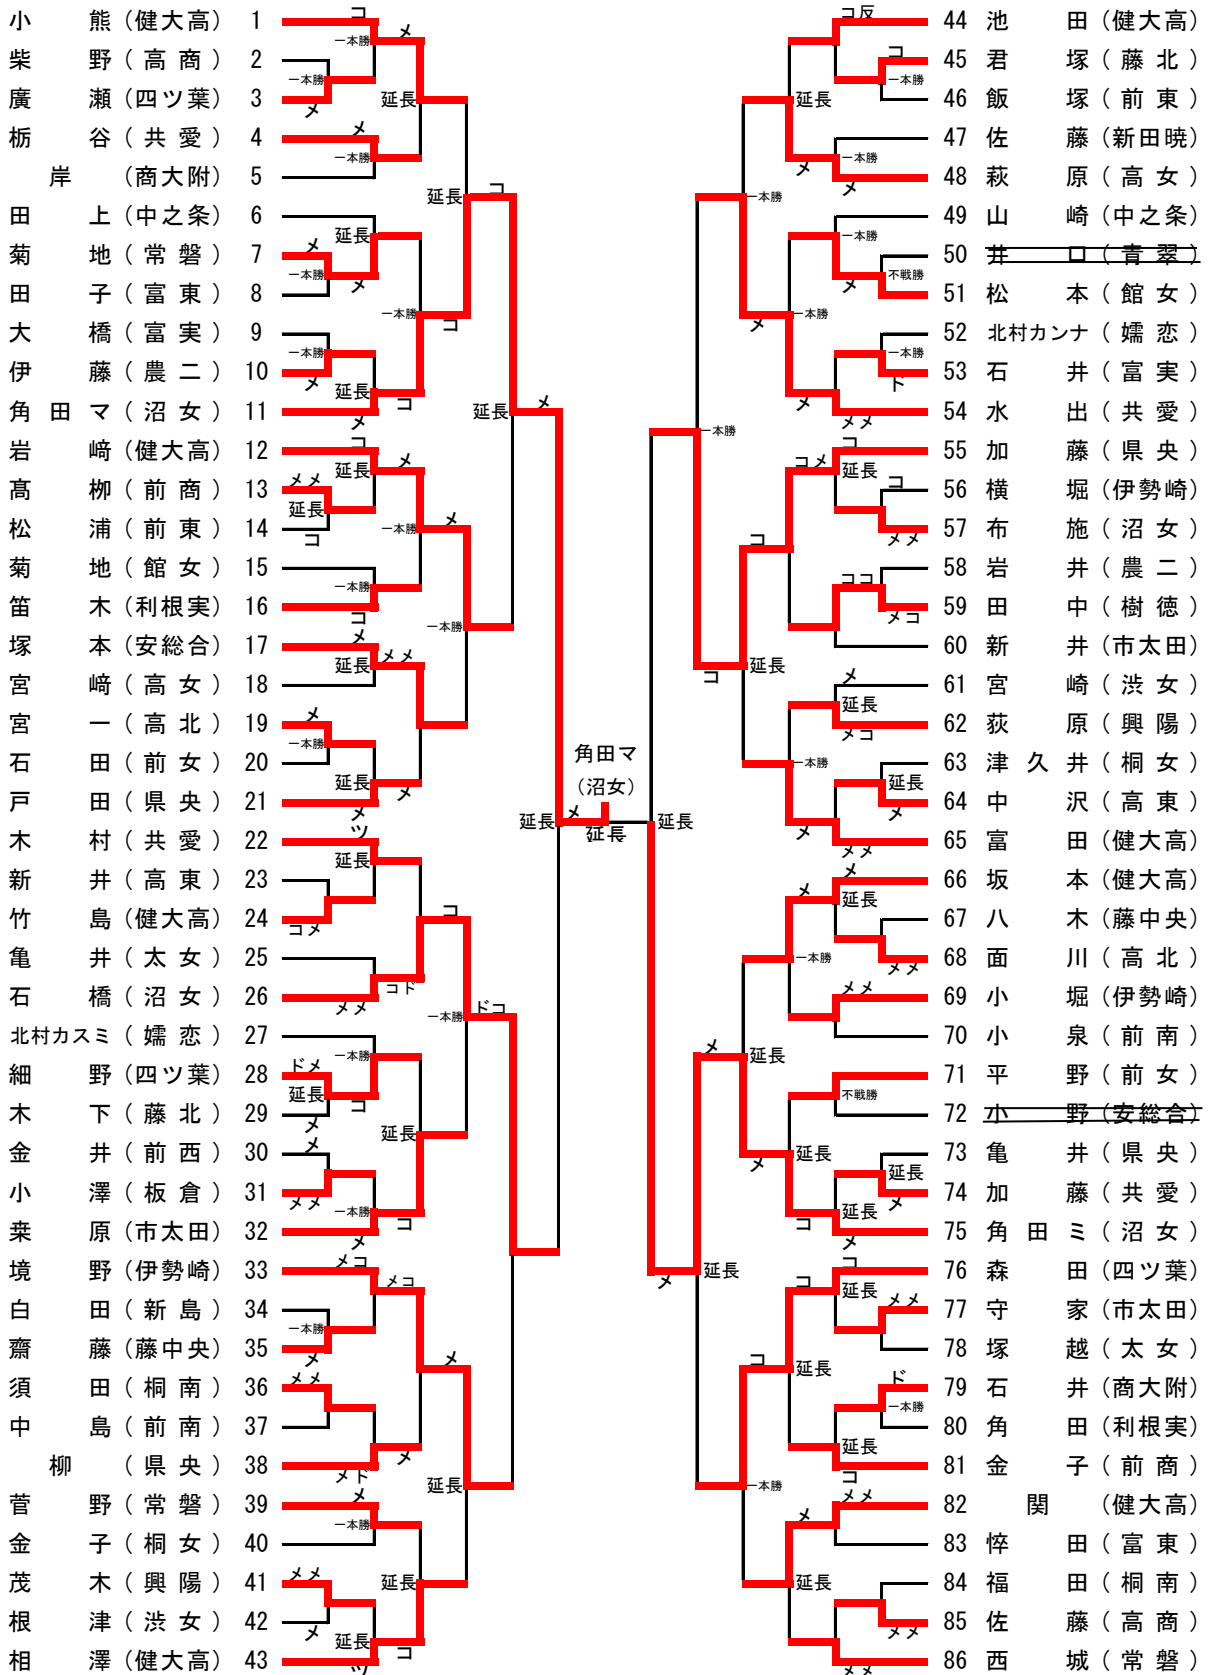 小 熊 (健大高) 1
柴 野 (高商) 2
廣 瀬 (四ツ葉) 3
栃 谷 (共愛) 4
岸 (商大附) 5
田 上 (中之条) 6
菊 地 (常磐) 7
田 子 (富東) 8
大 橋 (富実) 9
伊 藤 (農二) 10
角田マ (沼女) 11
岩 﨑 (健大高) 12
髙 栁 (前商) 13
松 浦 (前東) 14
菊 地 (館女) 15
笛 木 (利根実) 16
塚 本 (安総合) 17
宮 﨑 (高女) 18
宮 一 (高北) 19
石 田 (前女) 20
戸 田 (県央) 21
木 村 (共愛) 22
新 井 (高東) 23
竹 島 (健大高) 24
亀 井 (太女) 25
石 橋 (沼女) 26
北村カスミ (嬬恋) 27
細 野 (四ツ葉) 28
木 下 (藤北) 29
金 井 (前西) 30
小 澤 (板倉) 31
桒 原 (市太田) 32
境 野 (伊勢崎) 33
白 田 (新島) 34
齋 藤 (藤中央) 35
須 田 (桐南) 36
中 島 (前南) 37
柳 (県央) 38
菅 野 (常磐) 39
金 子 (桐女) 40
茂 木 (興陽) 41
根 津 (渋女) 42
相 澤 (健大高) 43
角田マ
(沼女)
延長 メ 延長 延長
44 池 田 (健大高)
45 君 塚 (藤北)
46 飯 塚 (前東)
47 佐 藤 (新田暁)
48 萩 原 (高女)
49 山 崎 (中之条)
50 井 口 (青翠)
51 松 本 (館女)
52 北村カンナ (嬬恋)
53 石 井 (富実)
54 水 出 (共愛)
55 加 藤 (県央)
56 横 堀 (伊勢崎)
57 布 施 (沼女)
58 岩 井 (農二)
59 田 中 (樹徳)
60 新 井 (市太田)
61 宮 崎 (渋女)
62 荻 原 (興陽)
63 津久井 (桐女)
64 中 沢 (高東)
65 富 田 (健大高)
66 坂 本 (健大高)
67 八 木 (藤中央)
68 面 川 (高北)
69 小 堀 (伊勢崎)
70 小 泉 (前南)
71 平 野 (前女)
72 小 野 (安総合)
73 亀 井 (県央)
74 加 藤 (共愛)
75 角田ミ (沼女)
76 森 田 (四ツ葉)
77 守 家 (市太田)
78 塚 越 (太女)
79 石 井 (商大附)
80 角 田 (利根実)
81 金 子 (前商)
82 関 (健大高)
83 悴 田 (富東)
84 福 田 (桐南)
85 佐 藤 (高商)
86 西 城 (常磐)